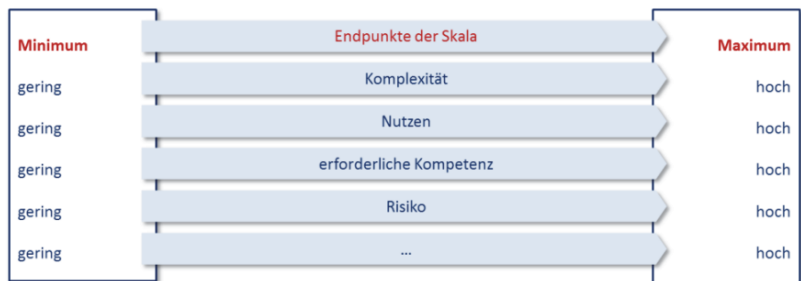 Minimum Endpunkte der Skala Maximum
gering Komplexität hoch
gering Nutzen hoch
gering erforderliche Kompetenz hoch
gering Risiko hoch
gering ... hoch